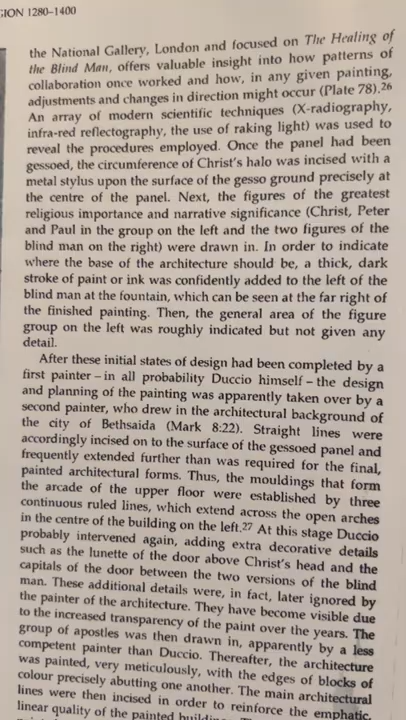 SION 1280–1400
the National Gallery, London and focused on The Healing of
the Blind Man, offers valuable insight into how patterns of
collaboration once worked and how, in any given painting,
adjustments and changes in direction might occur (Plate 78).26
An array of modern scientific techniques (X-radiography,
infra-red reflectography, the use of raking light) was used to
reveal the procedures employed. Once the panel had been
gessoed, the circumference of Christ's halo was incised with a
metal stylus upon the surface of the gesso ground precisely at
the centre of the panel. Next, the figures of the greatest
religious importance and narrative significance (Christ, Peter
and Paul in the group on the left and the two figures of the
blind man on the right) were drawn in. In order to indicate
where the base of the architecture should be, a thick, dark
stroke of paint or ink was confidently added to the left of the
blind man at the fountain, which can be seen at the far right of
the finished painting. Then, the general area of the figure
group on the left was roughly indicated but not given any
detail.
After these initial states of design had been completed by a
first painter – in all probability Duccio himself – the design
and planning of the painting was apparently taken over by a
second painter, who drew in the architectural background of
the city of Bethsaida (Mark 8:22). Straight lines were
accordingly incised on to the surface of the gessoed panel and
frequently extended further than was required for the final,
painted architectural forms. Thus, the mouldings that form
the arcade of the upper floor were established by three
continuous ruled lines, which extend across the open arches
in the centre of the building on the left.27 At this stage Duccio
probably intervened again, adding extra decorative details
such as the lunette of the door above Christ's head and the
capitals of the door between the two versions of the blind
man. These additional details were, in fact, later ignored by
the painter of the architecture. They have become visible due
to the increased transparency of the paint over the years. The
group of apostles was then drawn in, apparently by a less
competent painter than Duccio. Thereafter, the architecture
was painted, very meticulously, with the edges of blocks of
colour precisely abutting one another. The main architectural
lines were then incised in order to reinforce the emphatic,
linear quality of the painted